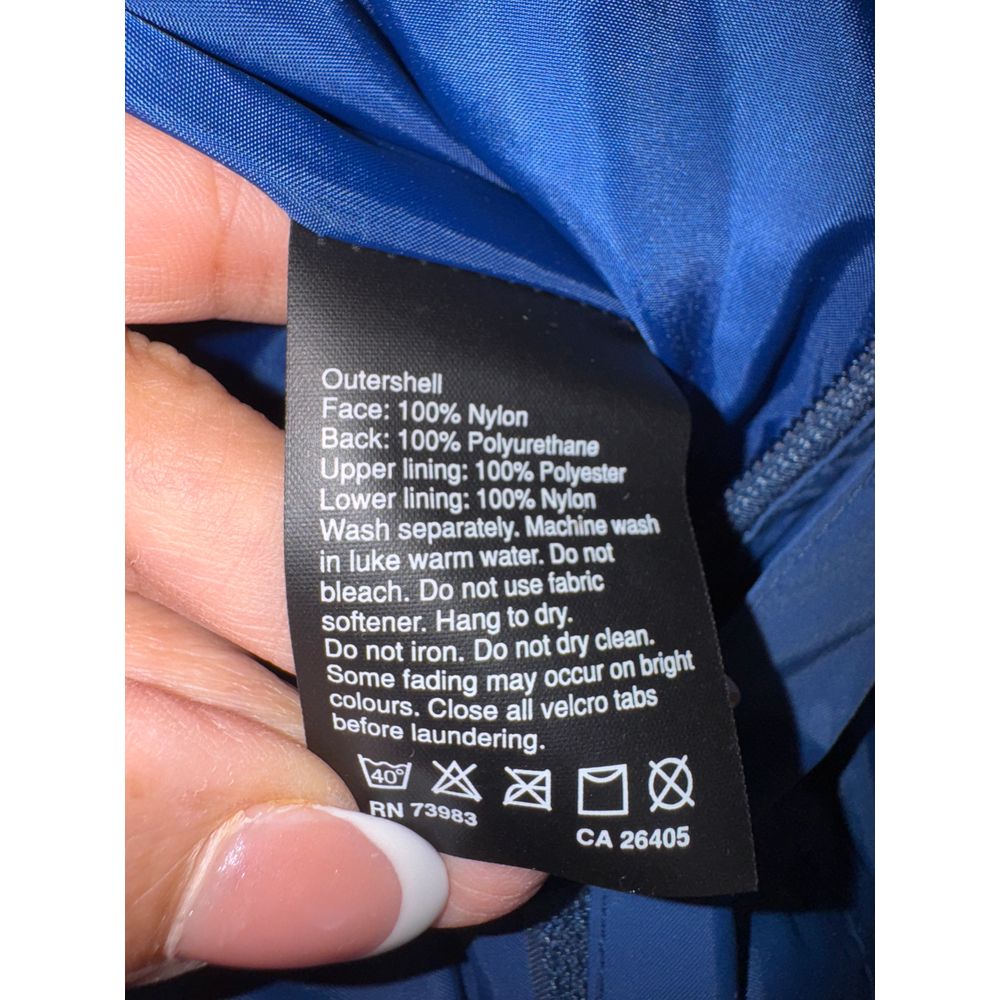 Outershell
Face: 100% Nylon
Back: 100% Polyurethane
Upper lining: 100% Polyester
Lower lining: 100% Nylon
Wash separately. Machine wash
in luke warm water. Do not
bleach. Do not use fabric
softener. Hang to dry.
Do not iron. Do not dry clean.
Some fading may occur on bright
colours. Close all velcro tabs
before laundering.
40°
RN 73983
CA 26405